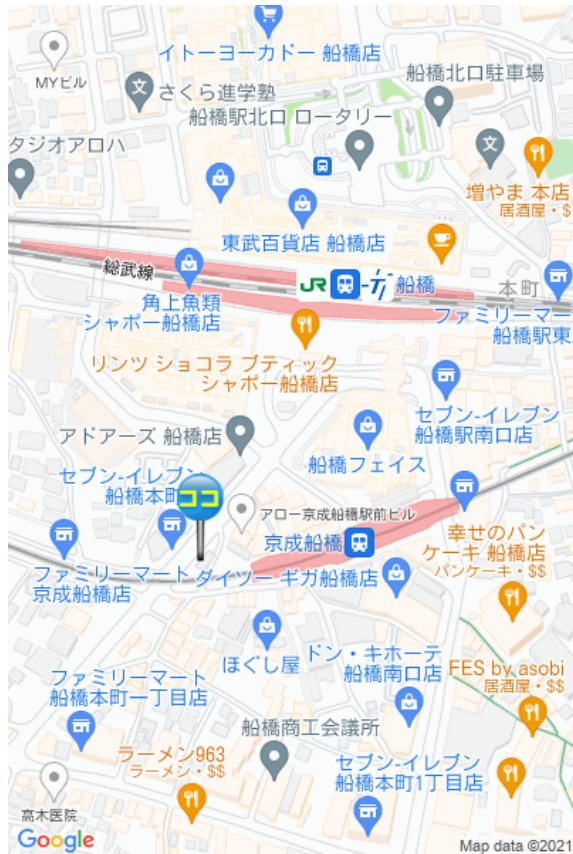 イトーヨーカドー 船橋店
MYビル
さくら進学塾
船橋北口駐車場
船橋駅北口 ロータリー
タジオアロハ
増やま 本店
居酒屋・$
東武百貨店 船橋店
総武線
JR
船橋
本町
角上魚類
シャポー船橋店
ファミリーマー
船橋駅東
リンツ ショコラ ブティック
シャポー船橋店
セブン-イレブン
船橋駅南口店
アドアーズ 船橋店
船橋フェイス
セブン-イレブン
船橋本町
ココ
アロー京成船橋駅前ビル
京成船橋
幸せのパン
ケーキ 船橋店
パンケーキ・$$
ファミリーマート
京成船橋店
ダイソー ギガ船橋店
ほぐし屋
ドン・キホーテ
船橋南口店
FES by asobi
居酒屋・$$
ファミリーマート
船橋本町一丁目店
船橋商工会議所
ラーメン963
ラーメン・$$
セブン-イレブン
船橋本町1丁目店
高木医院
Google
Map data ©2021